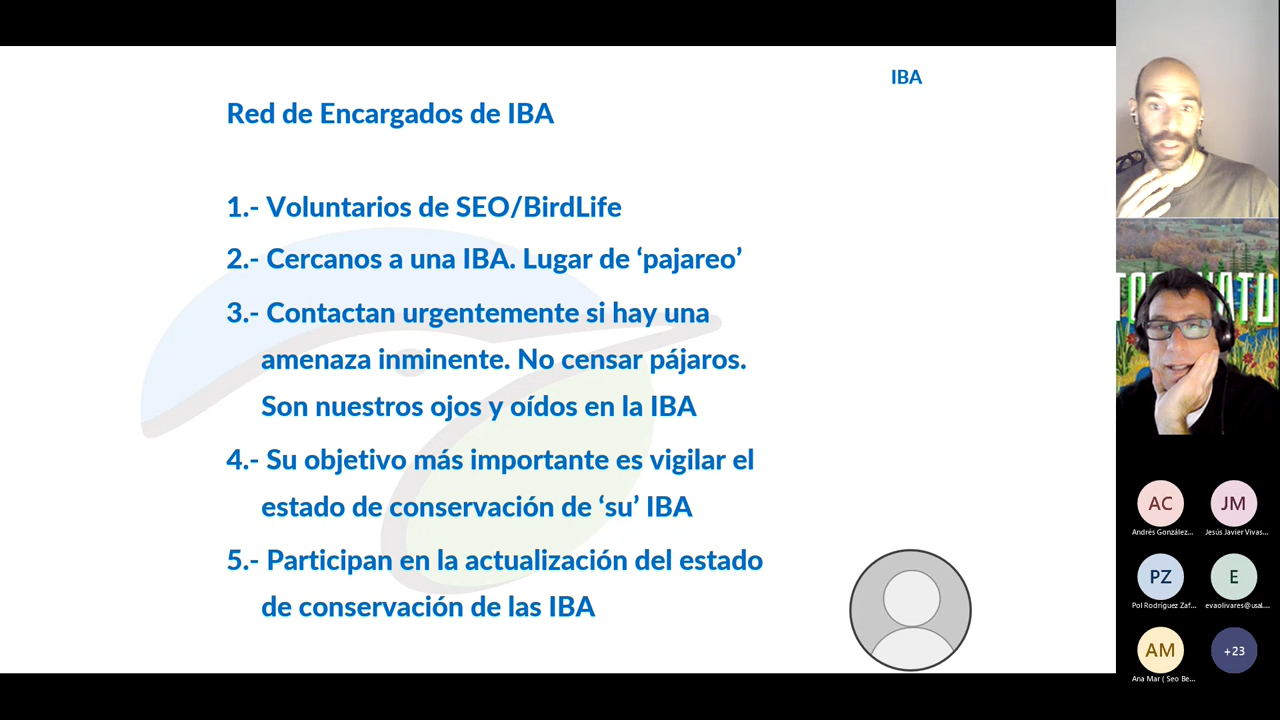 IBA
Red de Encargados de IBA
1.- Voluntarios de SEO/BirdLife
2.- Cercanos a una IBA. Lugar de ‘pajareo’
3.- Contactan urgentemente si hay una
amenaza inminente. No censar pájaros.
Son nuestros ojos y oídos en la IBA
4.- Su objetivo más importante es vigilar el
estado de conservación de ‘su’ IBA
5.- Participan en la actualización del estado
de conservación de las IBA
AC
JM
Andrés González...
Jesús Javier Vivas...
PZ
E
Pol Rodríguez Zaf...
evaolivares@usal....
AM
+23
Ana Mar ( Seo Be...